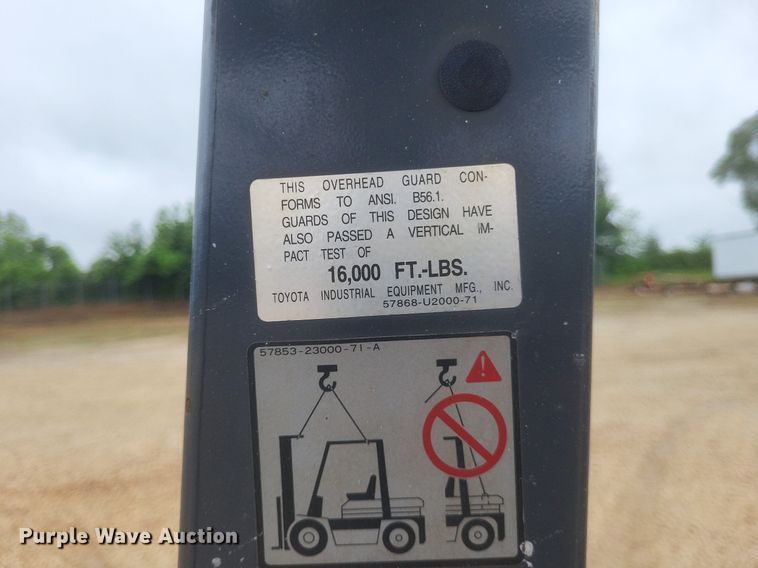 THIS OVERHEAD GUARD CON-
FORMS TO ANSI. B56.1.
GUARDS OF THIS DESIGN HAVE
ALSO PASSED A VERTICAL IM-
PACT TEST OF
16,000 FT.-LBS.
TOYOTA INDUSTRIAL EQUIPMENT MFG., INC.
57868-U2000-71
57853-23000-71-A
Purple Wave Auction